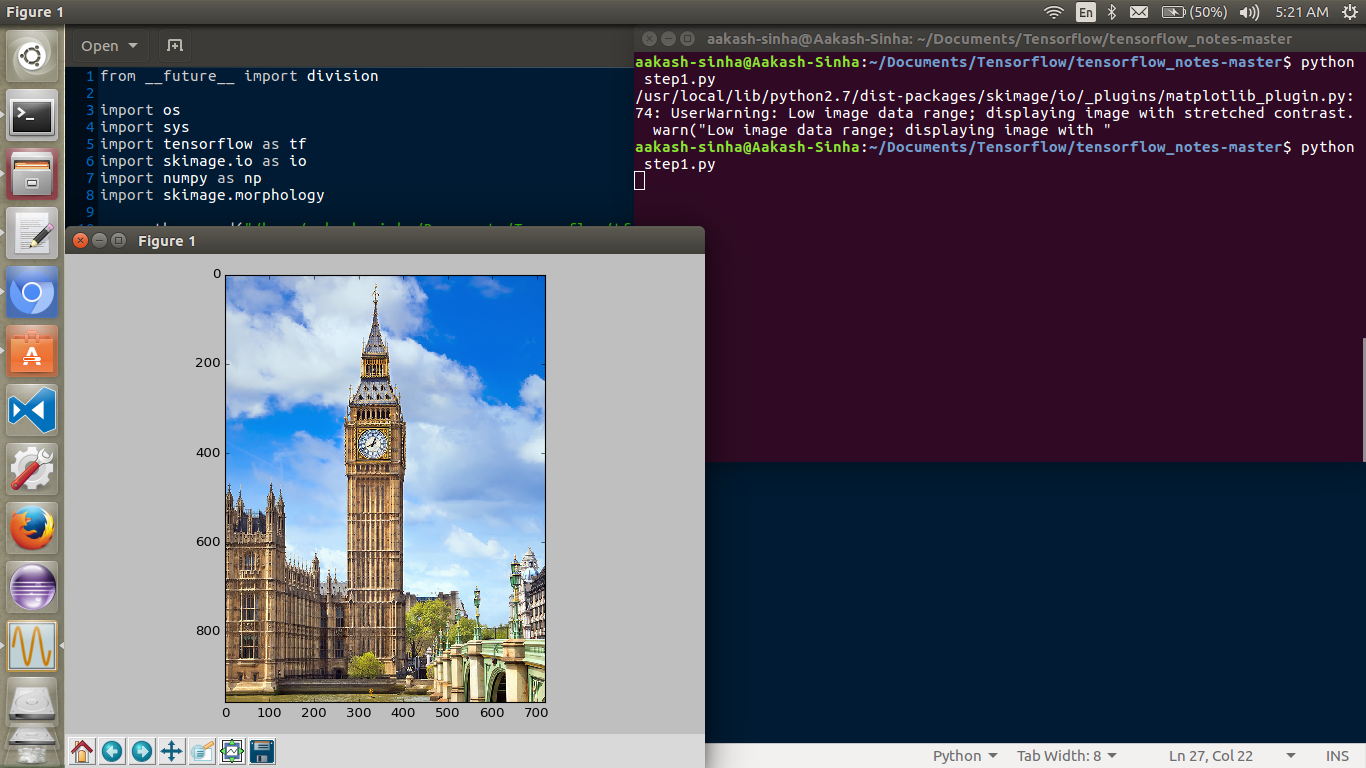 Figure 1
En
(50%)
5:21 AM
Open
aakash-sinha@Aakash-Sinha: ~/Documents/Tensorflow/tensorflow_notes-master
1 from __future__ import division
2
3 import os
4 import sys
5 import tensorflow as tf
6 import skimage.io as io
7 import numpy as np
8 import skimage.morphology
9
aakash-sinha@Aakash-Sinha:~/Documents/Tensorflow/tensorflow_notes-master$ python
step1.py
/usr/local/lib/python2.7/dist-packages/skimage/io/_plugins/matplotlib_plugin.py:
74: UserWarning: Low image data range; displaying image with stretched contrast.
warn("Low image data range; displaying image with "
aakash-sinha@Aakash-Sinha:~/Documents/Tensorflow/tensorflow_notes-master$ python
step1.py
Figure 1
0
200
400
600
800
0 100 200 300 400 500 600 700
Python Tab Width: 8 Ln 27, Col 22 INS